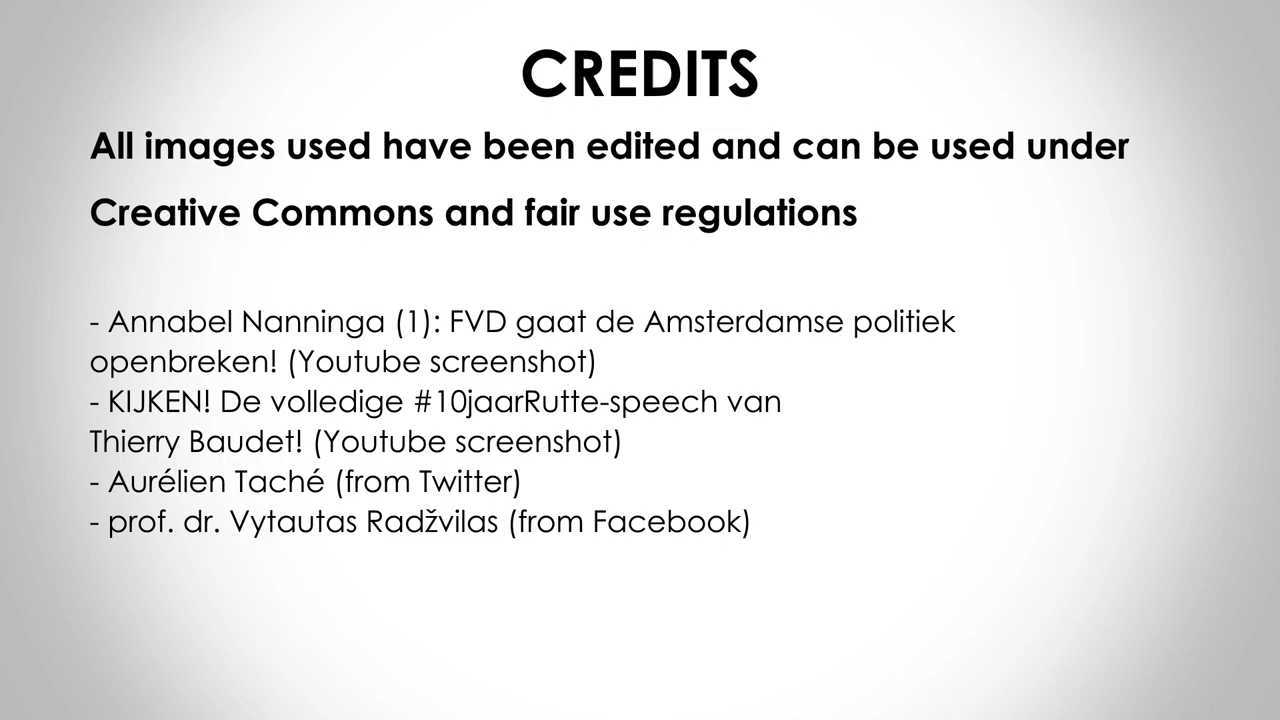 CREDITS
All images used have been edited and can be used under
Creative Commons and fair use regulations
- Annabel Nanninga (1): FVD gaat de Amsterdamse politiek
openbreken! (Youtube screenshot)
- KIJKEN! De volledige #10jaarRutte-speech van
Thierry Baudet! (Youtube screenshot)
- Aurélien Taché (from Twitter)
- prof. dr. Vytautas Radžvilas (from Facebook)